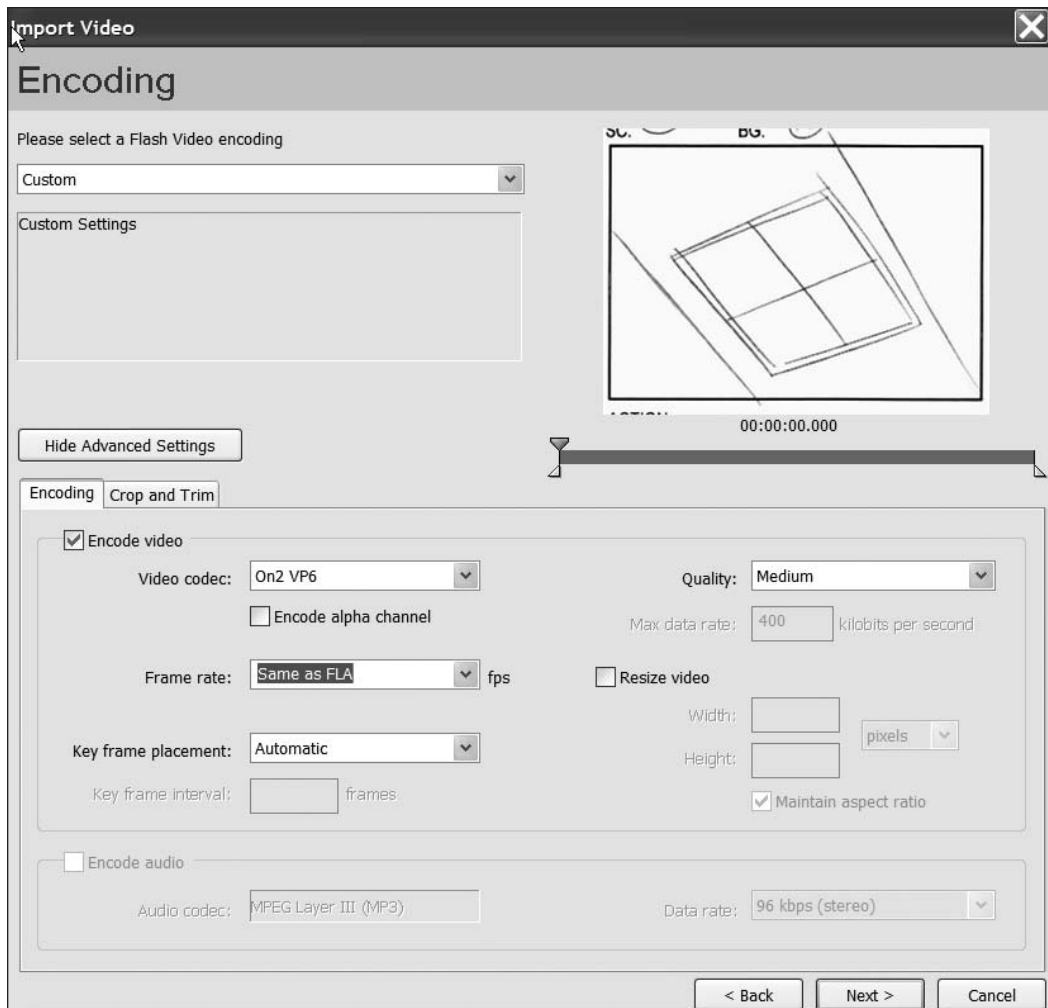 Import Video
Encoding
Please select a Flash Video encoding
Custom
Custom Settings
SC. BG.
ACTION
00:00:00.000
Hide Advanced Settings
Encoding Crop and Trim
Encode video
Video codec: On2 VP6
Quality: Medium
Encode alpha channel
Max data rate: 400 kilobits per second
Frame rate: Same as FLA fps
Resize video
Width:
pixels
Key frame placement: Automatic
Height:
Key frame interval: frames
Maintain aspect ratio
Encode audio
Audio codec: MPEG Layer III (MP3)
Data rate: 96 kbps (stereo)
< Back Next > Cancel